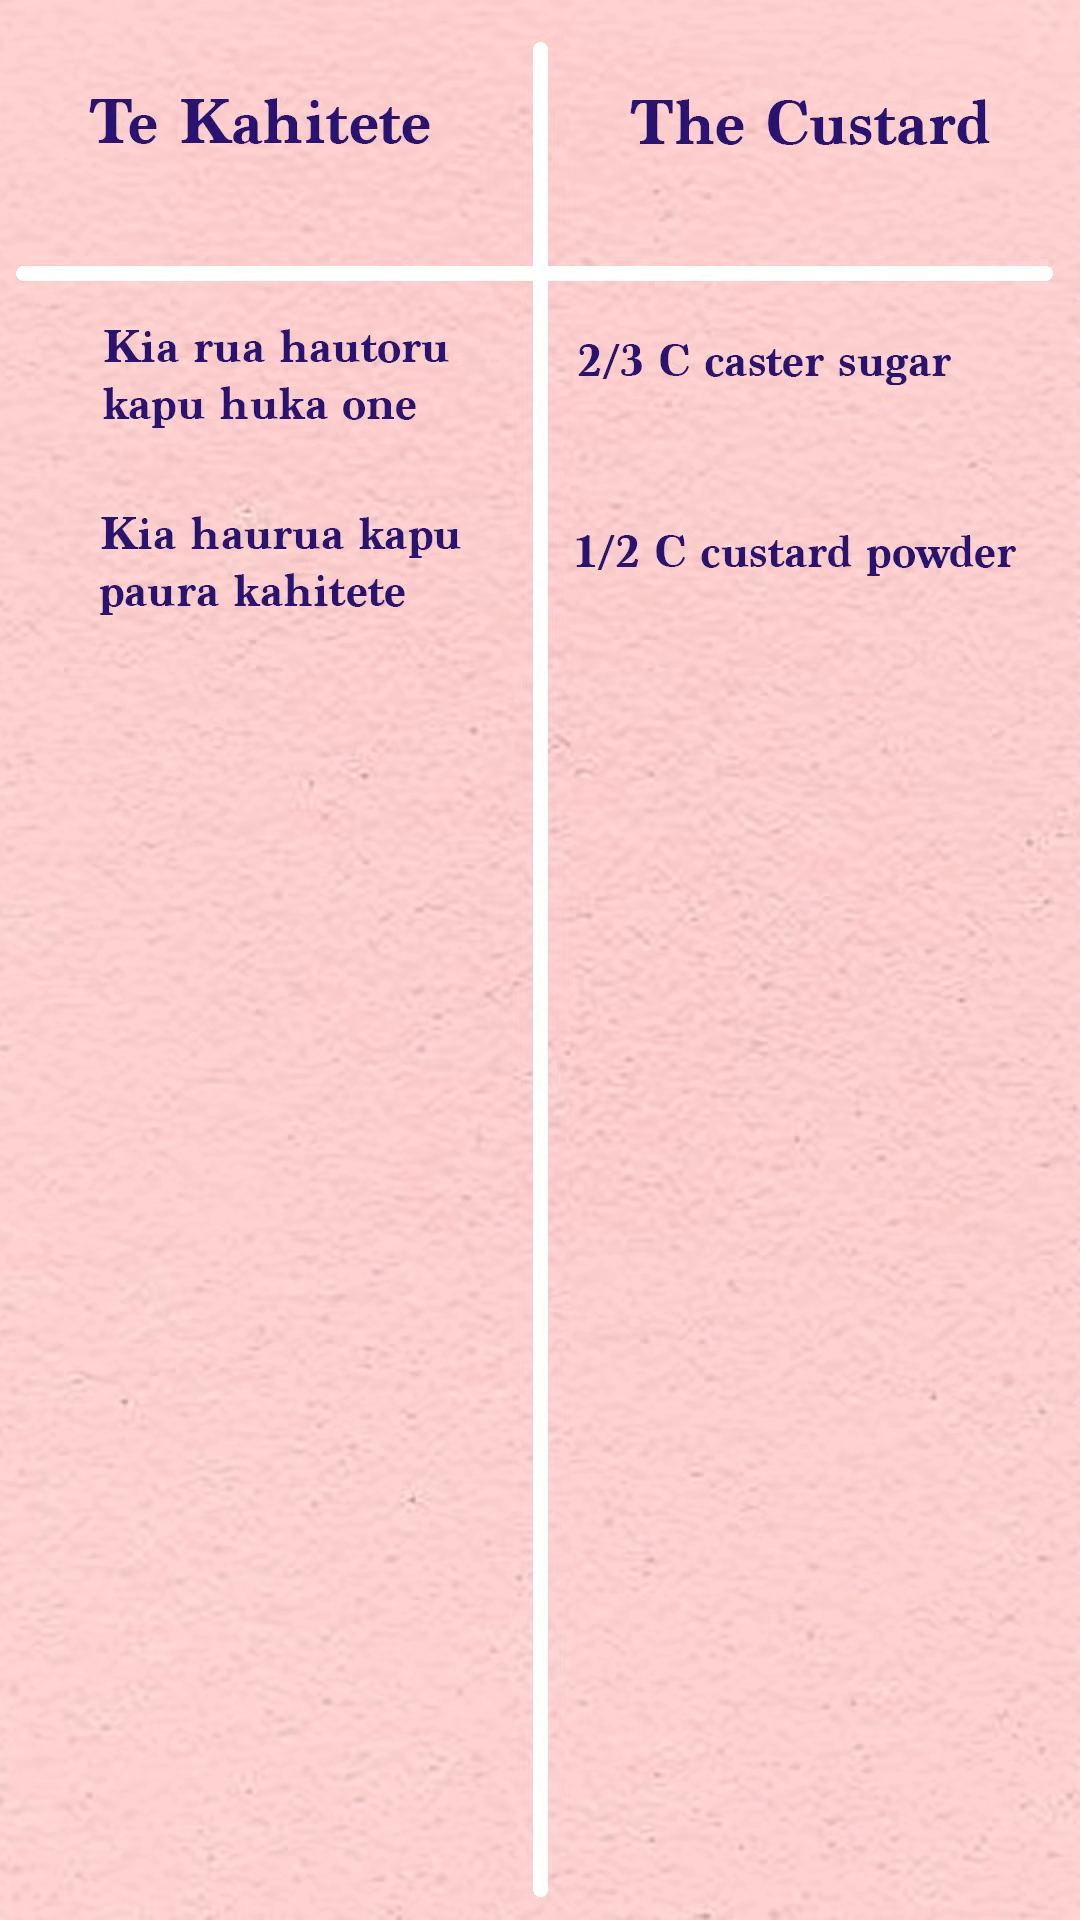 Te Kahitete
The Custard
Kia rua hautoru
kapu huka one
2/3 C caster sugar
Kia haurua kapu
paura kahitete
1/2 C custard powder